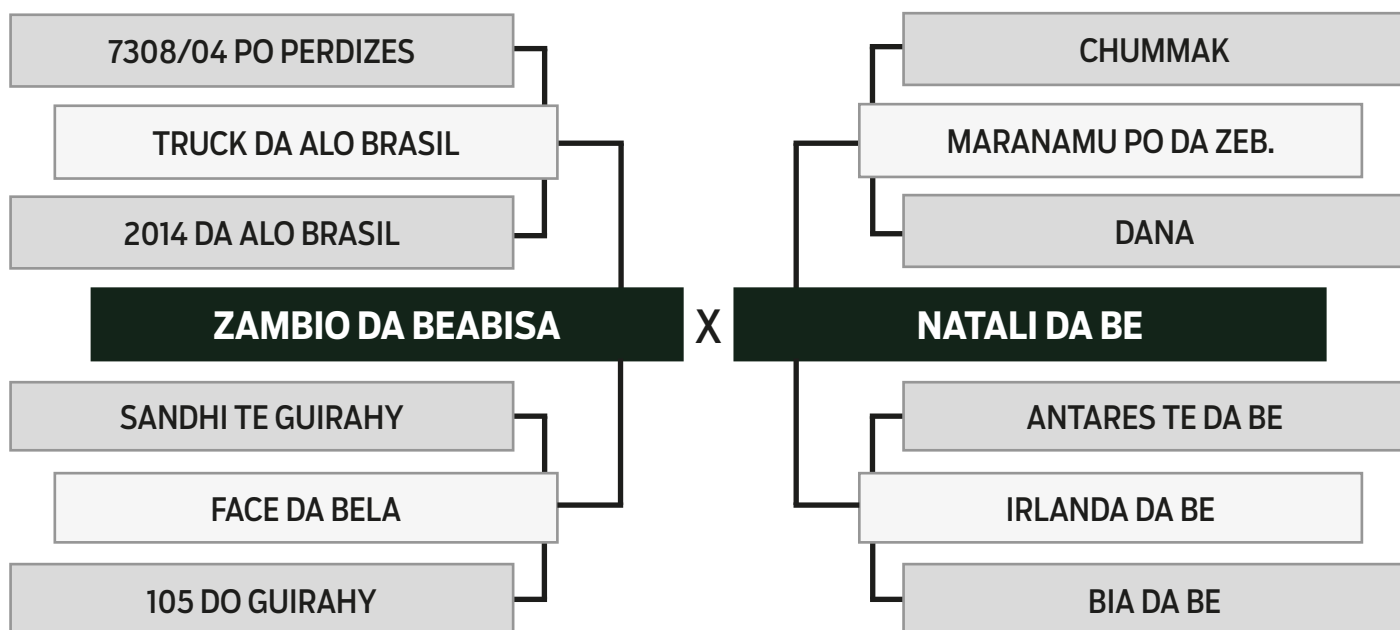 7308/04 PO PERDIZES
TRUCK DA ALO BRASIL
2014 DA ALO BRASIL
ZAMBIO DA BEABISA
SANDHI TE GUIRAHY
FACE DA BELA
105 DO GUIRAHY
X
CHUMMAK
MARANAMU PO DA ZEB.
DANA
NATALI DA BE
ANTARES TE DA BE
IRLANDA DA BE
BIA DA BE